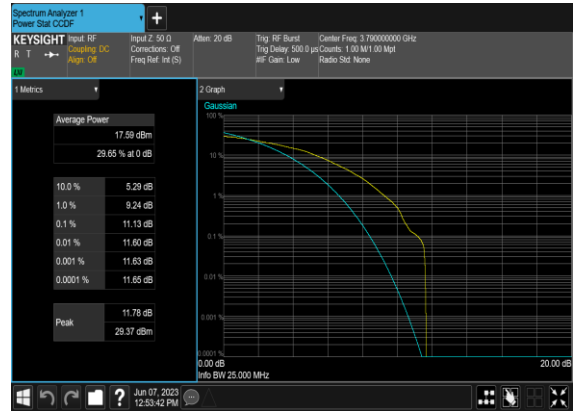 Spectrum Analyzer 1
Power Stat CCDF
KEYSIGHT
R T
LXI
Input: RF
Coupling: DC
Align: Off
Input Z: 50 Ω
Corrections: Off
Freq Ref: Int (S)
Atten: 20 dB
Trig: RF Burst
Trig Delay: 500.0 µs
#IF Gain: Low
Center Freq: 3.790000000 GHz
Counts: 1.00 M/1.00 Mpt
Radio Std: None
1 Metrics
Average Power
17.59 dBm
29.65 % at 0 dB
10.0 % 5.29 dB
1.0 % 9.24 dB
0.1 % 11.13 dB
0.01 % 11.60 dB
0.001 % 11.63 dB
0.0001 % 11.65 dB
Peak
11.78 dB
29.37 dBm
2 Graph
Gaussian
100 %
10 %
1 %
0.1 %
0.01 %
0.001 %
0.0001 %
0.00 dB 20.00 dB
Info BW 25.000 MHz
?
Jun 07, 2023
12:53:42 PM